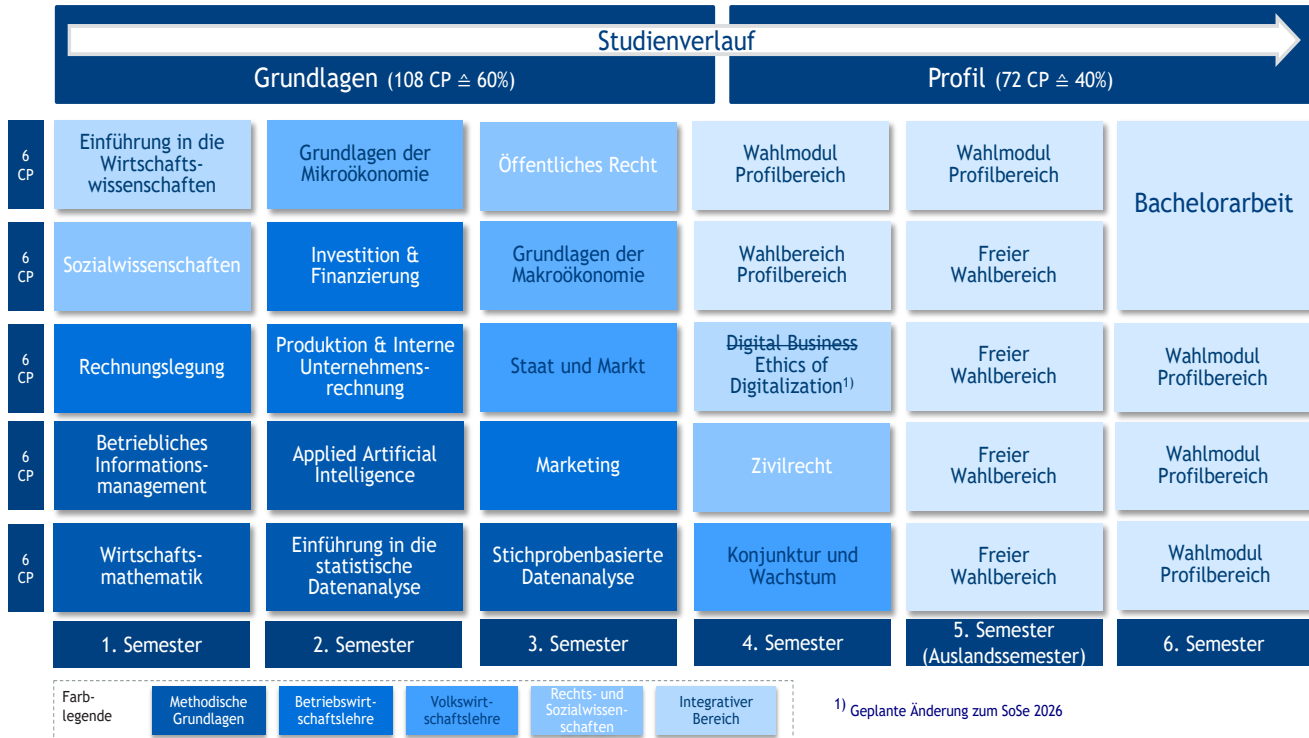 Studienverlauf
Grundlagen (108 CP ≙ 60%)
Profil (72 CP ≙ 40%)
6
CP
Einführung in die
Wirtschafts-
wissenschaften
Grundlagen der
Mikroökonomie
Öffentliches Recht
Wahlmodul
Profilbereich
Wahlmodul
Profilbereich
Bachelorarbeit
6
CP
Sozialwissenschaften
Investition &
Finanzierung
Grundlagen der
Makroökonomie
Wahlbereich
Profilbereich
Freier
Wahlbereich
6
CP
Rechnungslegung
Produktion & Interne
Unternehmens-
rechnung
Staat und Markt
Digital Business
Ethics of
Digitalization1)
Freier
Wahlbereich
Wahlmodul
Profilbereich
6
CP
Betriebliches
Informations-
management
Applied Artificial
Intelligence
Marketing
Zivilrecht
Freier
Wahlbereich
Wahlmodul
Profilbereich
6
CP
Wirtschafts-
mathematik
Einführung in die
statistische
Datenanalyse
Stichprobenbasierte
Datenanalyse
Konjunktur und
Wachstum
Freier
Wahlbereich
Wahlmodul
Profilbereich
1. Semester
2. Semester
3. Semester
4. Semester
5. Semester
(Auslandssemester)
6. Semester
Farb-
legende
Methodische
Grundlagen
Betriebswirt-
schaftslehre
Volkswirt-
schaftslehre
Rechts- und
Sozialwissen-
schaften
Integrativer
Bereich
1) Geplante Änderung zum SoSe 2026